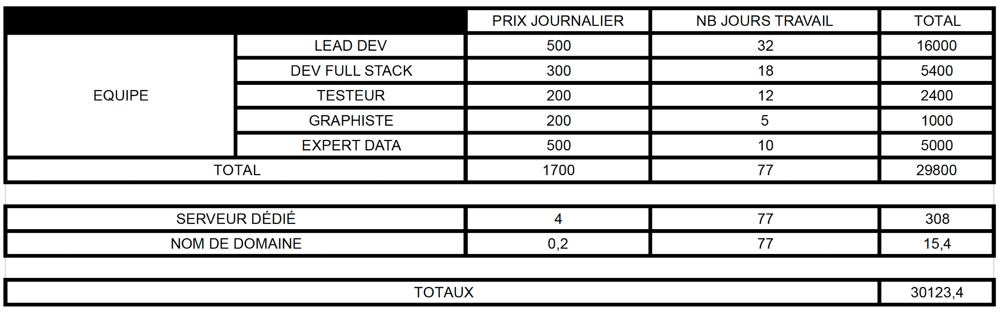 PRIX JOURNALIER NB JOURS TRAVAIL TOTAL
EQUIPE
LEAD DEV 500 32 16000
DEV FULL STACK 300 18 5400
TESTEUR 200 12 2400
GRAPHISTE 200 5 1000
EXPERT DATA 500 10 5000
TOTAL 1700 77 29800
SERVEUR DÉDIÉ 4 77 308
NOM DE DOMAINE 0,2 77 15,4
TOTAUX 30123,4